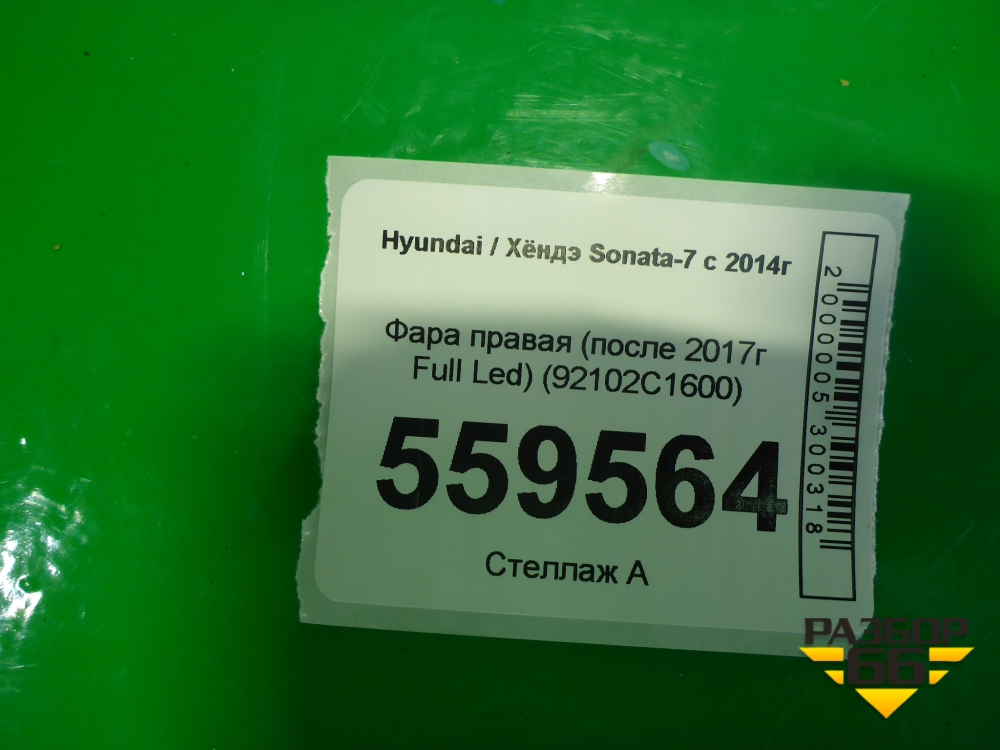 Hyundai / Хёндэ Sonata-7 с 2014г
Фара правая (после 2017г
Full Led) (92102C1600)
559564
Стеллаж А
2000005300318
РАЗБОР
66